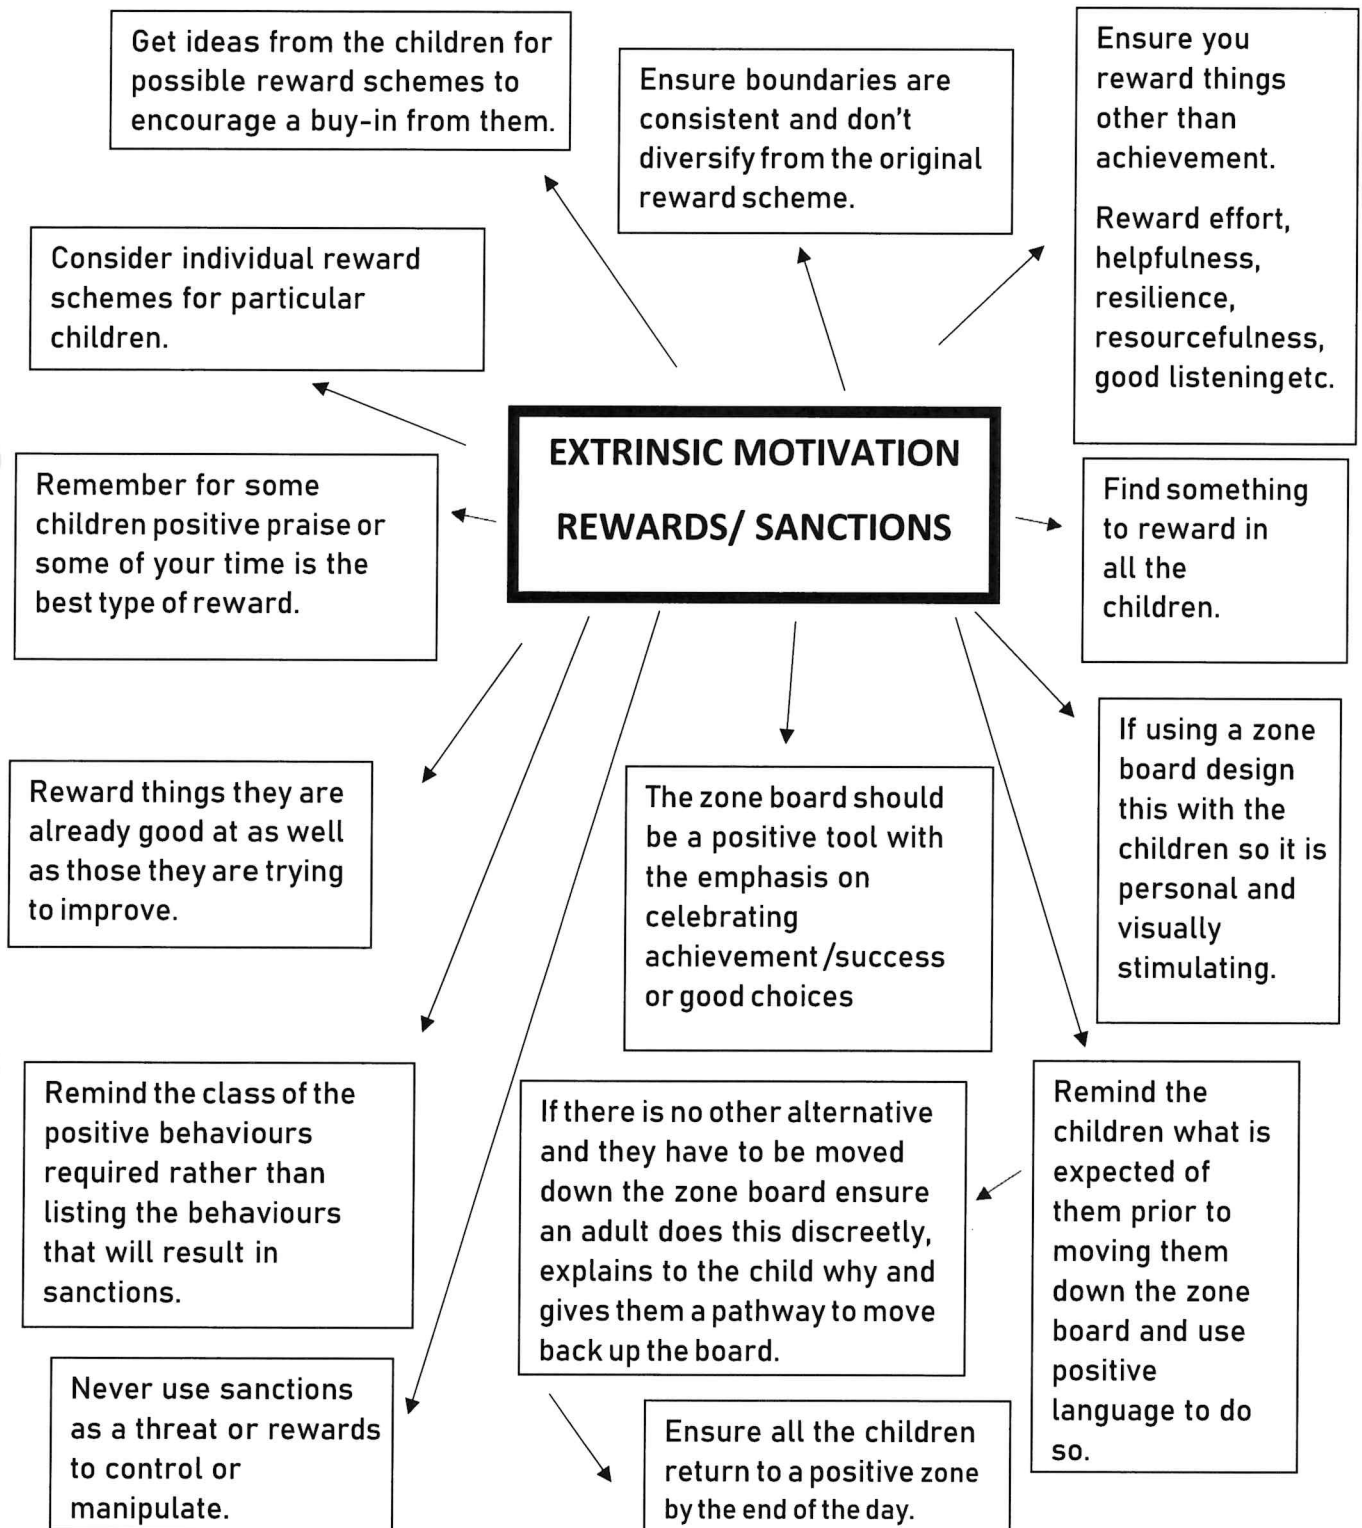 Get ideas from the children for
possible reward schemes to
encourage a buy-in from them.
Ensure boundaries are
consistent and don't
diversify from the original
reward scheme.
Ensure you
reward things
other than
achievement.
Reward effort,
helpfulness,
resilience,
resourcefulness,
good listeningetc.
Consider individual reward
schemes for particular
children.
EXTRINSIC MOTIVATION
REWARDS/ SANCTIONS
Remember for some
children positive praise or
some of your time is the
best type of reward.
Find something
to reward in
all the
children.
Reward things they are
already good at as well
as those they are trying
to improve.
The zone board should
be a positive tool with
the emphasis on
celebrating
achievement/success
or good choices
If using a zone
board design
this with the
children so it is
personal and
visually
stimulating.
Remind the class of the
positive behaviours
required rather than
listing the behaviours
that will result in
sanctions.
If there is no other alternative
and they have to be moved
down the zone board ensure
an adult does this discreetly,
explains to the child why and
gives them a pathway to move
back up the board.
Remind the
children what is
expected of
them prior to
moving them
down the zone
board and use
positive
language to do
so.
Never use sanctions
as a threat or rewards
to control or
manipulate.
Ensure all the children
return to a positive zone
by the end of the day.